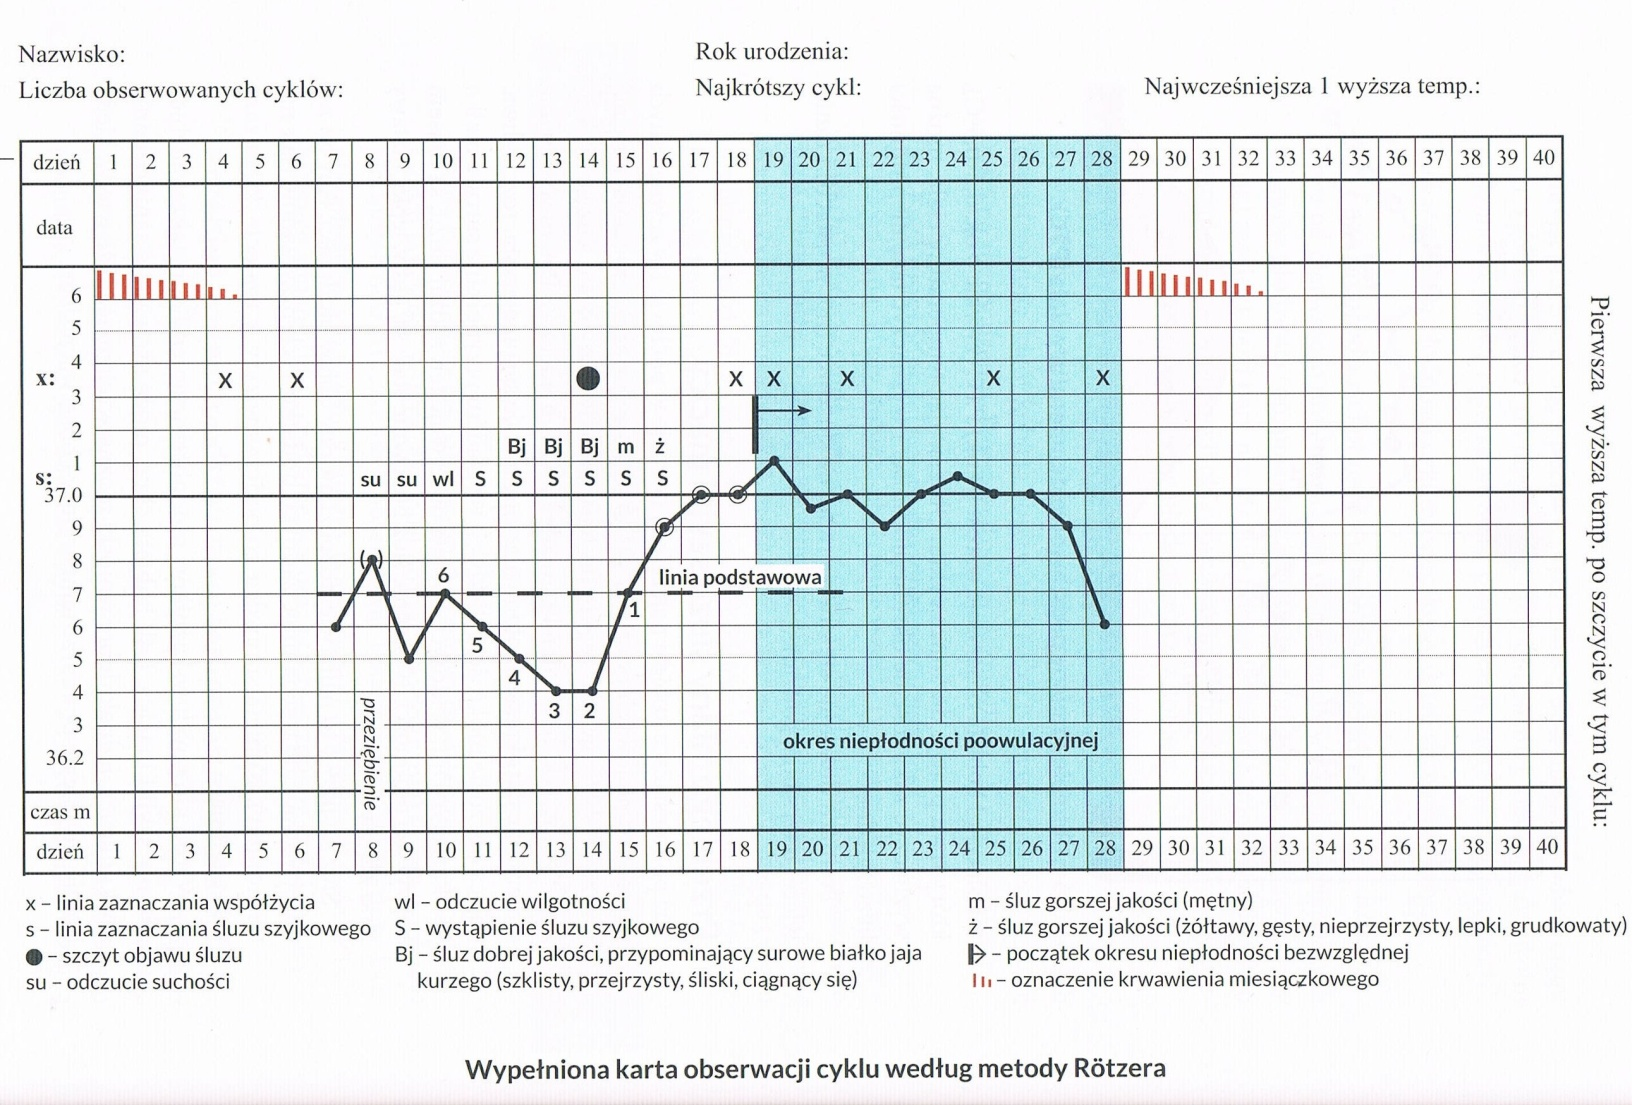 Nazwisko: Rok urodzenia:
Liczba obserwowanych cyklów: Najkrótszy cykl: Najwcześniejsza 1 wyższa temp.:
dzień 1 2 3 4 5 6 7 8 9 10 11 12 13 14 15 16 17 18 19 20 21 22 23 24 25 26 27 28 29 30 31 32 33 34 35 36 37 38 39 40
data
6
5
4
x: X X X X X X X
3
2
Bj Bj Bj m ż
1
s: su su wl S S S S S S
37.0
9
8 ( )
6 linia podstawowa
7
1
6
5
5
4
4
3 2
3
przeziębienie
okres niepłodności poowulacyjnej
36.2
czas m
dzień 1 2 3 4 5 6 7 8 9 10 11 12 13 14 15 16 17 18 19 20 21 22 23 24 25 26 27 28 29 30 31 32 33 34 35 36 37 38 39 40
Pierwsza wyższa temp. po szczycie w tym cyklu:
x – linia zaznaczania współżycia
s – linia zaznaczania śluzu szyjkowego
– szczyt objawu śluzu
su – odczucie suchości
wl – odczucie wilgotności
S – wystąpienie śluzu szyjkowego
Bj – śluz dobrej jakości, przypominający surowe białko jaja
kurzego (szklisty, przejrzysty, śliski, ciągnący się)
m – śluz gorszej jakości (mętny)
ż – śluz gorszej jakości (żółtawy, gęsty, nieprzejrzysty, lepki, grudkowaty)
– początek okresu niepłodności bezwzględnej
– oznaczenie krwawienia miesiączkowego
Wypełniona karta obserwacji cyklu według metody Rötzera